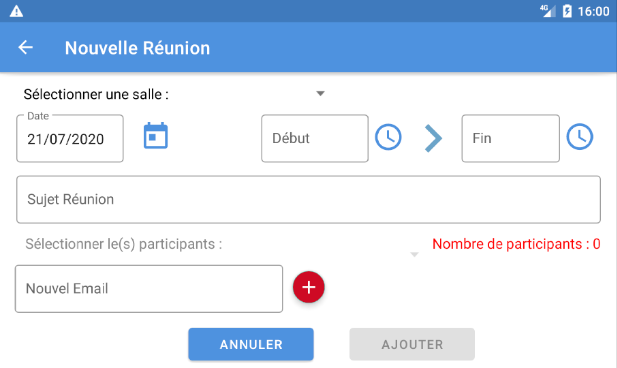 4G 16:00
Nouvelle Réunion
Sélectionner une salle :
Date
21/07/2020 Début Fin
Sujet Réunion
Sélectionner le(s) participants : Nombre de participants : 0
Nouvel Email
ANNULER AJOUTER